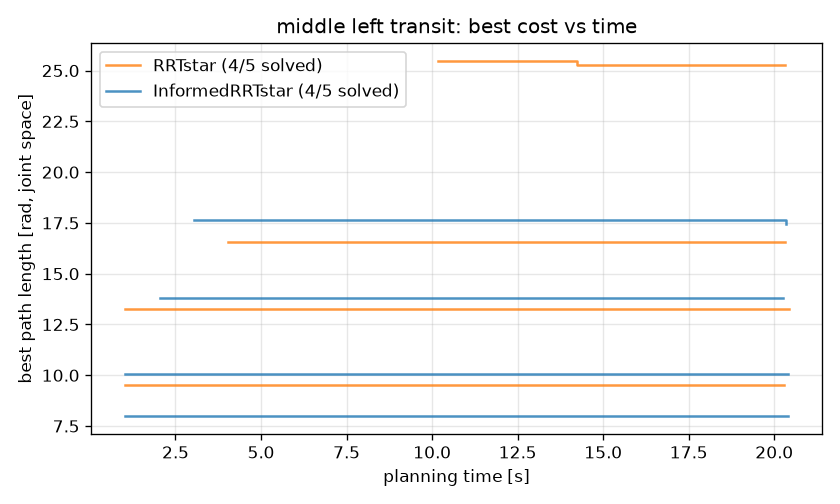 middle left transit: best cost vs time
RRTstar (4/5 solved)
InformedRRTstar (4/5 solved)
best path length [rad, joint space]
25.0
22.5
20.0
17.5
15.0
12.5
10.0
7.5
2.5 5.0 7.5 10.0 12.5 15.0 17.5 20.0
planning time [s]